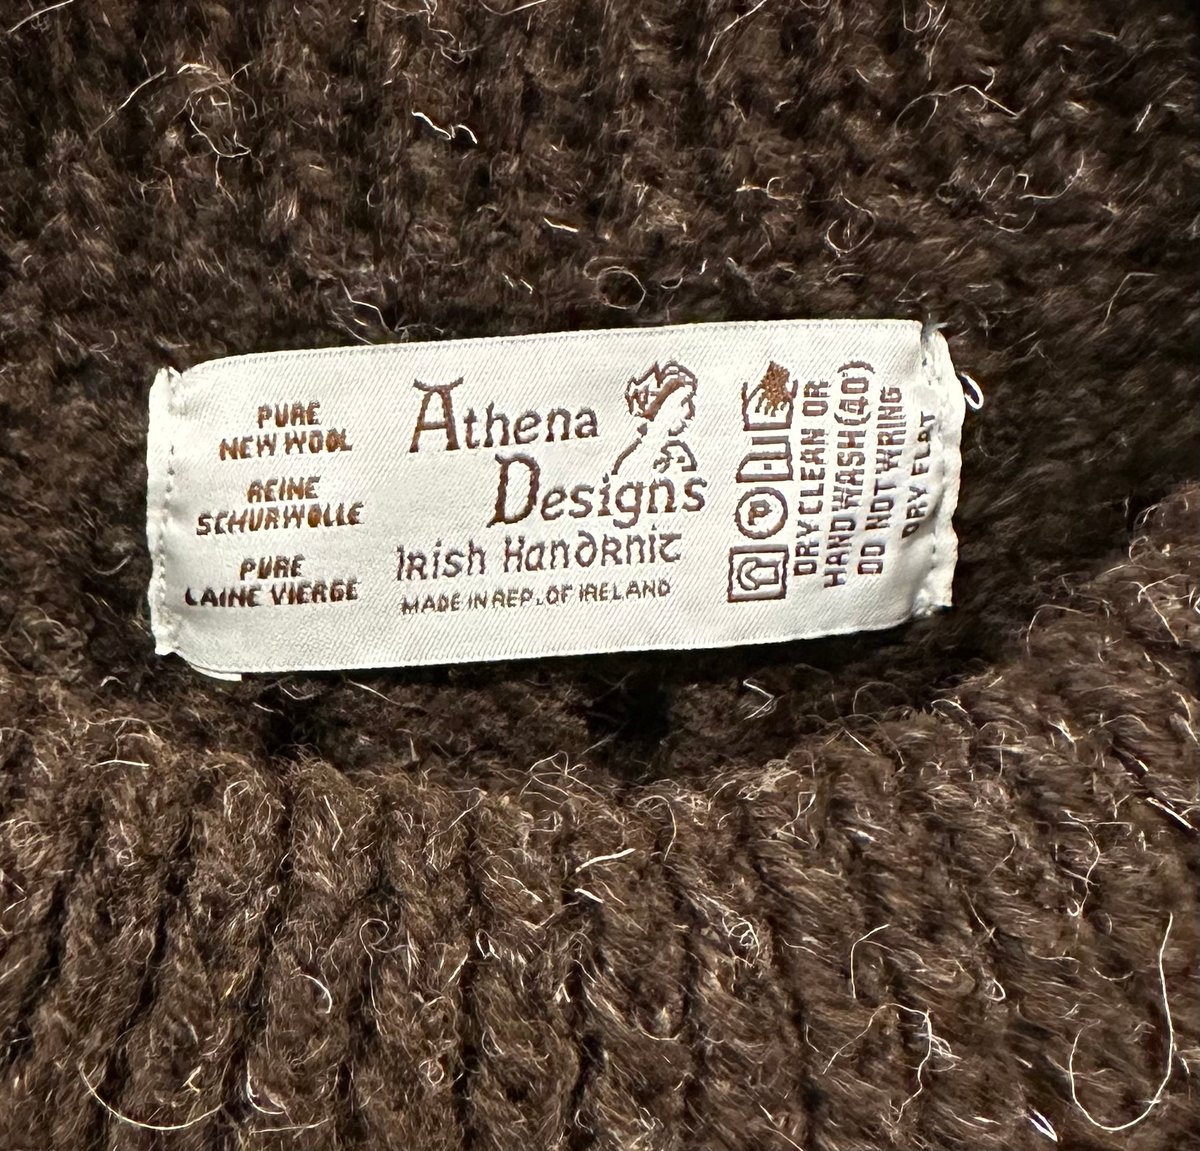 PURE
NEW WOOL
REINE
SCHURWOLLE
PURE
LAINE VIERGE
Athena
Designs
Irish Handknit
MADE IN REP. OF IRELAND
P
DRY CLEAN OR
HAND WASH (40)
DO NOT WRING
DRY FLAT